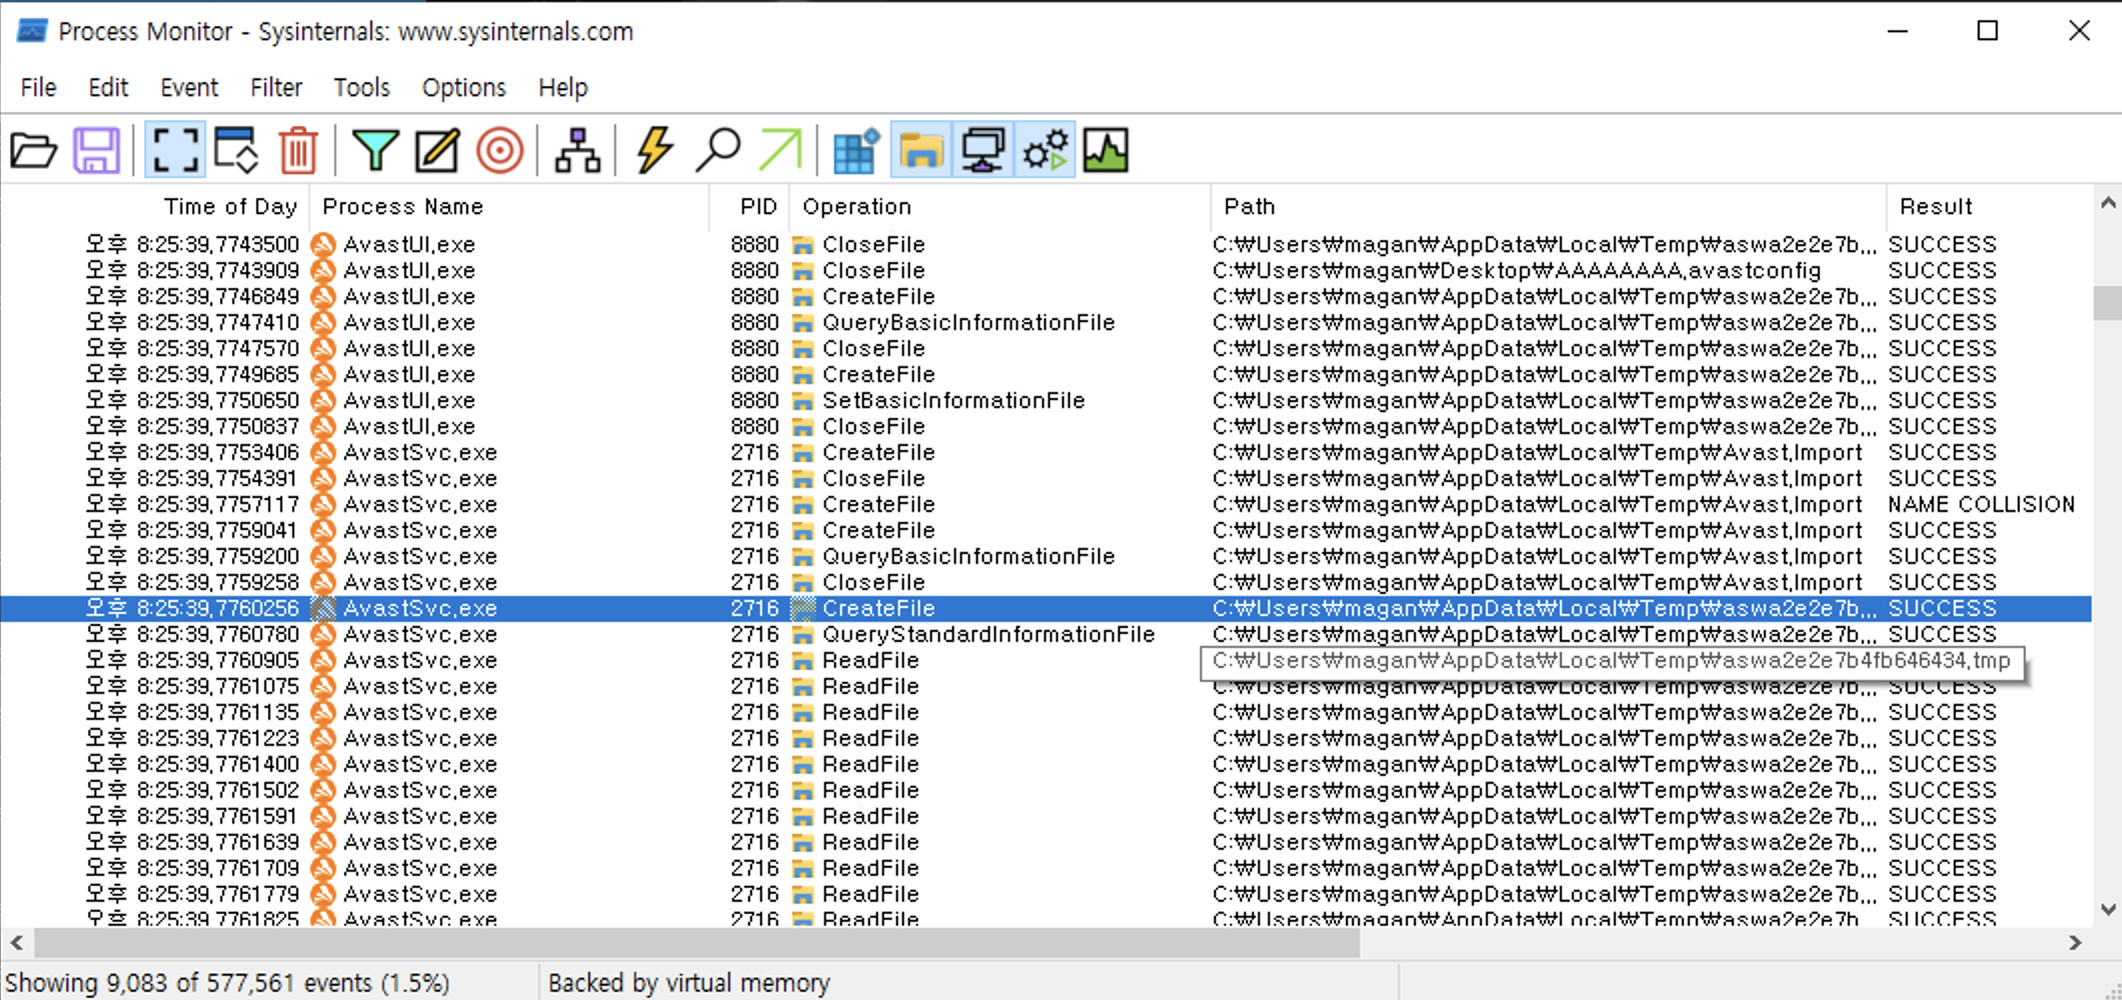 Process Monitor - Sysinternals: www.sysinternals.com
File Edit Event Filter Tools Options Help
Time of Day Process Name PID Operation Path Result
오후 8:25:39,7743500 AvastUI,exe 8880 CloseFile C:₩Users₩magan₩AppData₩Local₩Temp₩aswa2e2e7b,,, SUCCESS
오후 8:25:39,7743909 AvastUI,exe 8880 CloseFile C:₩Users₩magan₩Desktop₩AAAAAAAA,avastconfig SUCCESS
오후 8:25:39,7746849 AvastUI,exe 8880 CreateFile C:₩Users₩magan₩AppData₩Local₩Temp₩aswa2e2e7b,,, SUCCESS
오후 8:25:39,7747410 AvastUI,exe 8880 QueryBasicInformationFile C:₩Users₩magan₩AppData₩Local₩Temp₩aswa2e2e7b,,, SUCCESS
오후 8:25:39,7747570 AvastUI,exe 8880 CloseFile C:₩Users₩magan₩AppData₩Local₩Temp₩aswa2e2e7b,,, SUCCESS
오후 8:25:39,7749685 AvastUI,exe 8880 CreateFile C:₩Users₩magan₩AppData₩Local₩Temp₩aswa2e2e7b,,, SUCCESS
오후 8:25:39,7750650 AvastUI,exe 8880 SetBasicInformationFile C:₩Users₩magan₩AppData₩Local₩Temp₩aswa2e2e7b,,, SUCCESS
오후 8:25:39,7750837 AvastUI,exe 8880 CloseFile C:₩Users₩magan₩AppData₩Local₩Temp₩aswa2e2e7b,,, SUCCESS
오후 8:25:39,7753406 AvastSvc,exe 2716 CreateFile C:₩Users₩magan₩AppData₩Local₩Temp₩Avast,Import SUCCESS
오후 8:25:39,7754391 AvastSvc,exe 2716 CloseFile C:₩Users₩magan₩AppData₩Local₩Temp₩Avast,Import SUCCESS
오후 8:25:39,7757117 AvastSvc,exe 2716 CreateFile C:₩Users₩magan₩AppData₩Local₩Temp₩Avast,Import NAME COLLISION
오후 8:25:39,7759041 AvastSvc,exe 2716 CreateFile C:₩Users₩magan₩AppData₩Local₩Temp₩Avast,Import SUCCESS
오후 8:25:39,7759200 AvastSvc,exe 2716 QueryBasicInformationFile C:₩Users₩magan₩AppData₩Local₩Temp₩Avast,Import SUCCESS
오후 8:25:39,7759258 AvastSvc,exe 2716 CloseFile C:₩Users₩magan₩AppData₩Local₩Temp₩Avast,Import SUCCESS
오후 8:25:39,7760256 AvastSvc,exe 2716 CreateFile C:₩Users₩magan₩AppData₩Local₩Temp₩aswa2e2e7b,,, SUCCESS
오후 8:25:39,7760780 AvastSvc,exe 2716 QueryStandardInformationFile C:₩Users₩magan₩AppData₩Local₩Temp₩aswa2e2e7b,,, SUCCESS
오후 8:25:39,7760905 AvastSvc,exe 2716 ReadFile C:₩Users₩magan₩AppData₩Local₩Temp₩aswa2e2e7b4fb646434,tmp
오후 8:25:39,7761075 AvastSvc,exe 2716 ReadFile C:₩Users₩magan₩AppData₩Local₩Temp₩aswa2e2e7b,,, SUCCESS
오후 8:25:39,7761135 AvastSvc,exe 2716 ReadFile C:₩Users₩magan₩AppData₩Local₩Temp₩aswa2e2e7b,,, SUCCESS
오후 8:25:39,7761223 AvastSvc,exe 2716 ReadFile C:₩Users₩magan₩AppData₩Local₩Temp₩aswa2e2e7b,,, SUCCESS
오후 8:25:39,7761400 AvastSvc,exe 2716 ReadFile C:₩Users₩magan₩AppData₩Local₩Temp₩aswa2e2e7b,,, SUCCESS
오후 8:25:39,7761502 AvastSvc,exe 2716 ReadFile C:₩Users₩magan₩AppData₩Local₩Temp₩aswa2e2e7b,,, SUCCESS
오후 8:25:39,7761591 AvastSvc,exe 2716 ReadFile C:₩Users₩magan₩AppData₩Local₩Temp₩aswa2e2e7b,,, SUCCESS
오후 8:25:39,7761639 AvastSvc,exe 2716 ReadFile C:₩Users₩magan₩AppData₩Local₩Temp₩aswa2e2e7b,,, SUCCESS
오후 8:25:39,7761709 AvastSvc,exe 2716 ReadFile C:₩Users₩magan₩AppData₩Local₩Temp₩aswa2e2e7b,,, SUCCESS
오후 8:25:39,7761779 AvastSvc,exe 2716 ReadFile C:₩Users₩magan₩AppData₩Local₩Temp₩aswa2e2e7b,,, SUCCESS
오후 8:25:39,7761825 AvastSvc,exe 2716 ReadFile C:₩Users₩magan₩AppData₩Local₩Temp₩aswa2e2e7b SUCCESS
Showing 9,083 of 577,561 events (1.5%) Backed by virtual memory